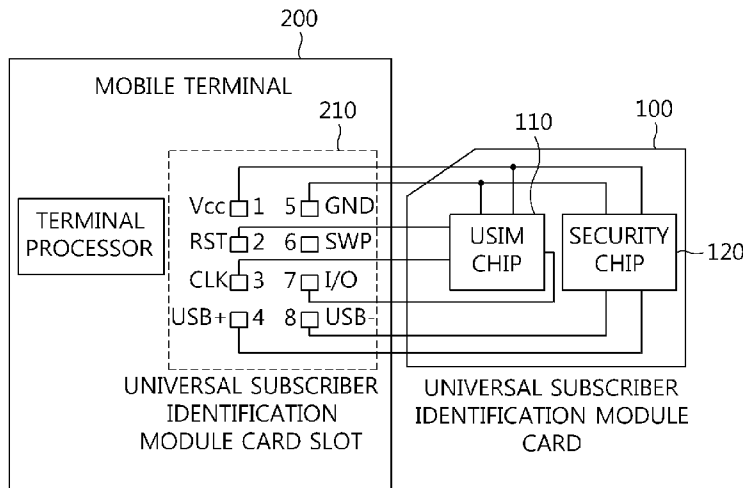 200
MOBILE TERMINAL
210
110
100
Vcc 1 5 GND
TERMINAL
PROCESSOR
RST 2 6 SWP
USIM
CHIP
SECURITY
CHIP
120
CLK 3 7 I/O
USB+ 4 8 USB-
UNIVERSAL SUBSCRIBER
IDENTIFICATION
MODULE CARD SLOT
UNIVERSAL SUBSCRIBER
IDENTIFICATION MODULE
CARD